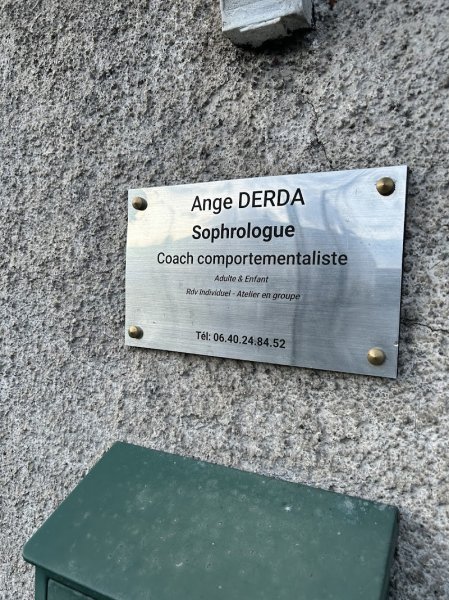 Ange DERDA
Sophrologue
Coach comportementaliste
Adulte & Enfant
Rdv Individuel - Atelier en groupe
Tél: 06.40.24.84.52